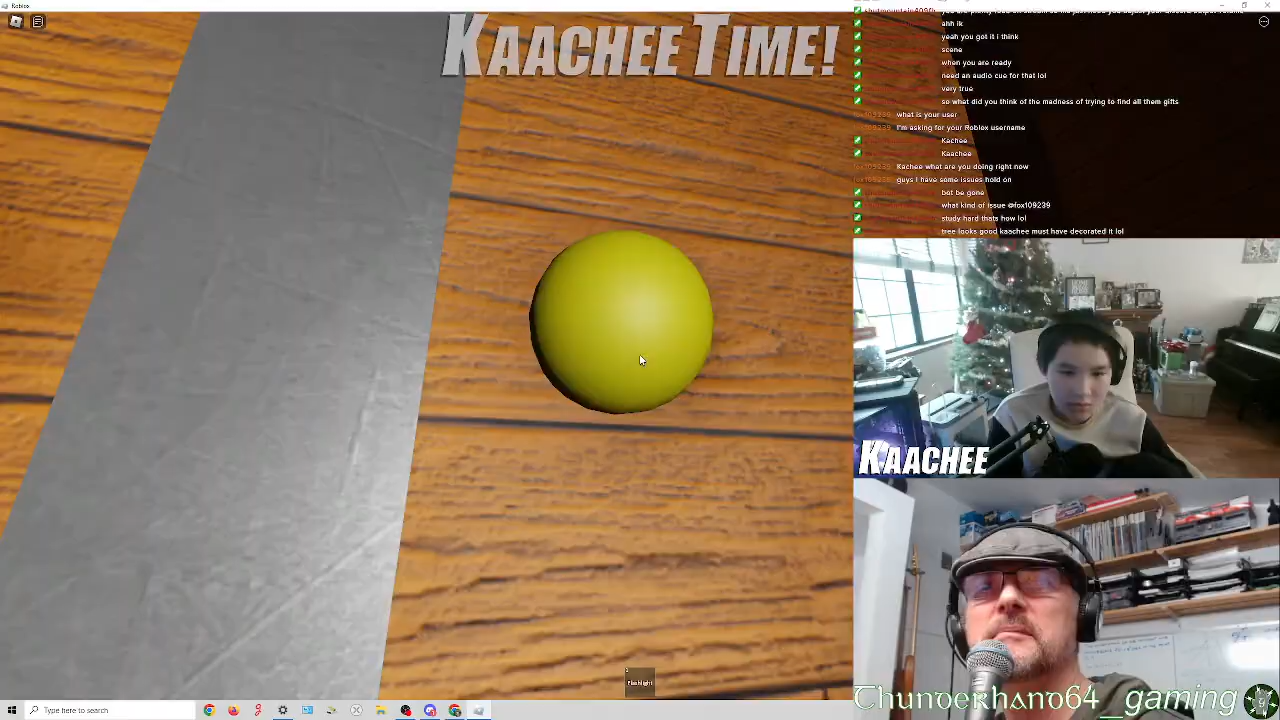 Roblox
KAACHEE TIME!
ahh ik
yeah you got it i think
scene
when you are ready
need an audio cue for that lol
very true
so what did you think of the madness of trying to find all them gifts
what is your user
I'm asking for your Roblox username
Kachee
Kaachee
Kachee what are you doing right now
guys I have some issues hold on
bot be gone
what kind of issue @fox109239
study hard thats how lol
tree looks good kaachee must have decorated it lol
KAACHEE
Flashlight
Thunderhand64_gaming
Type here to search